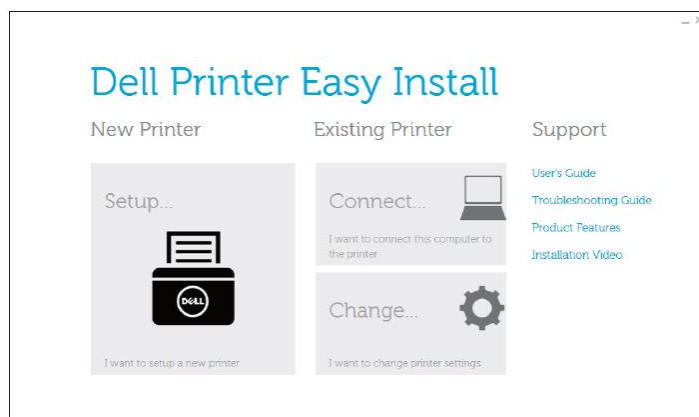 Dell Printer Easy Install
New Printer
Setup...
DELL
I want to setup a new printer
Existing Printer
Connect...
I want to connect this computer to
the printer
Change...
I want to change printer settings
Support
User's Guide
Troubleshooting Guide
Product Features
Installation Video